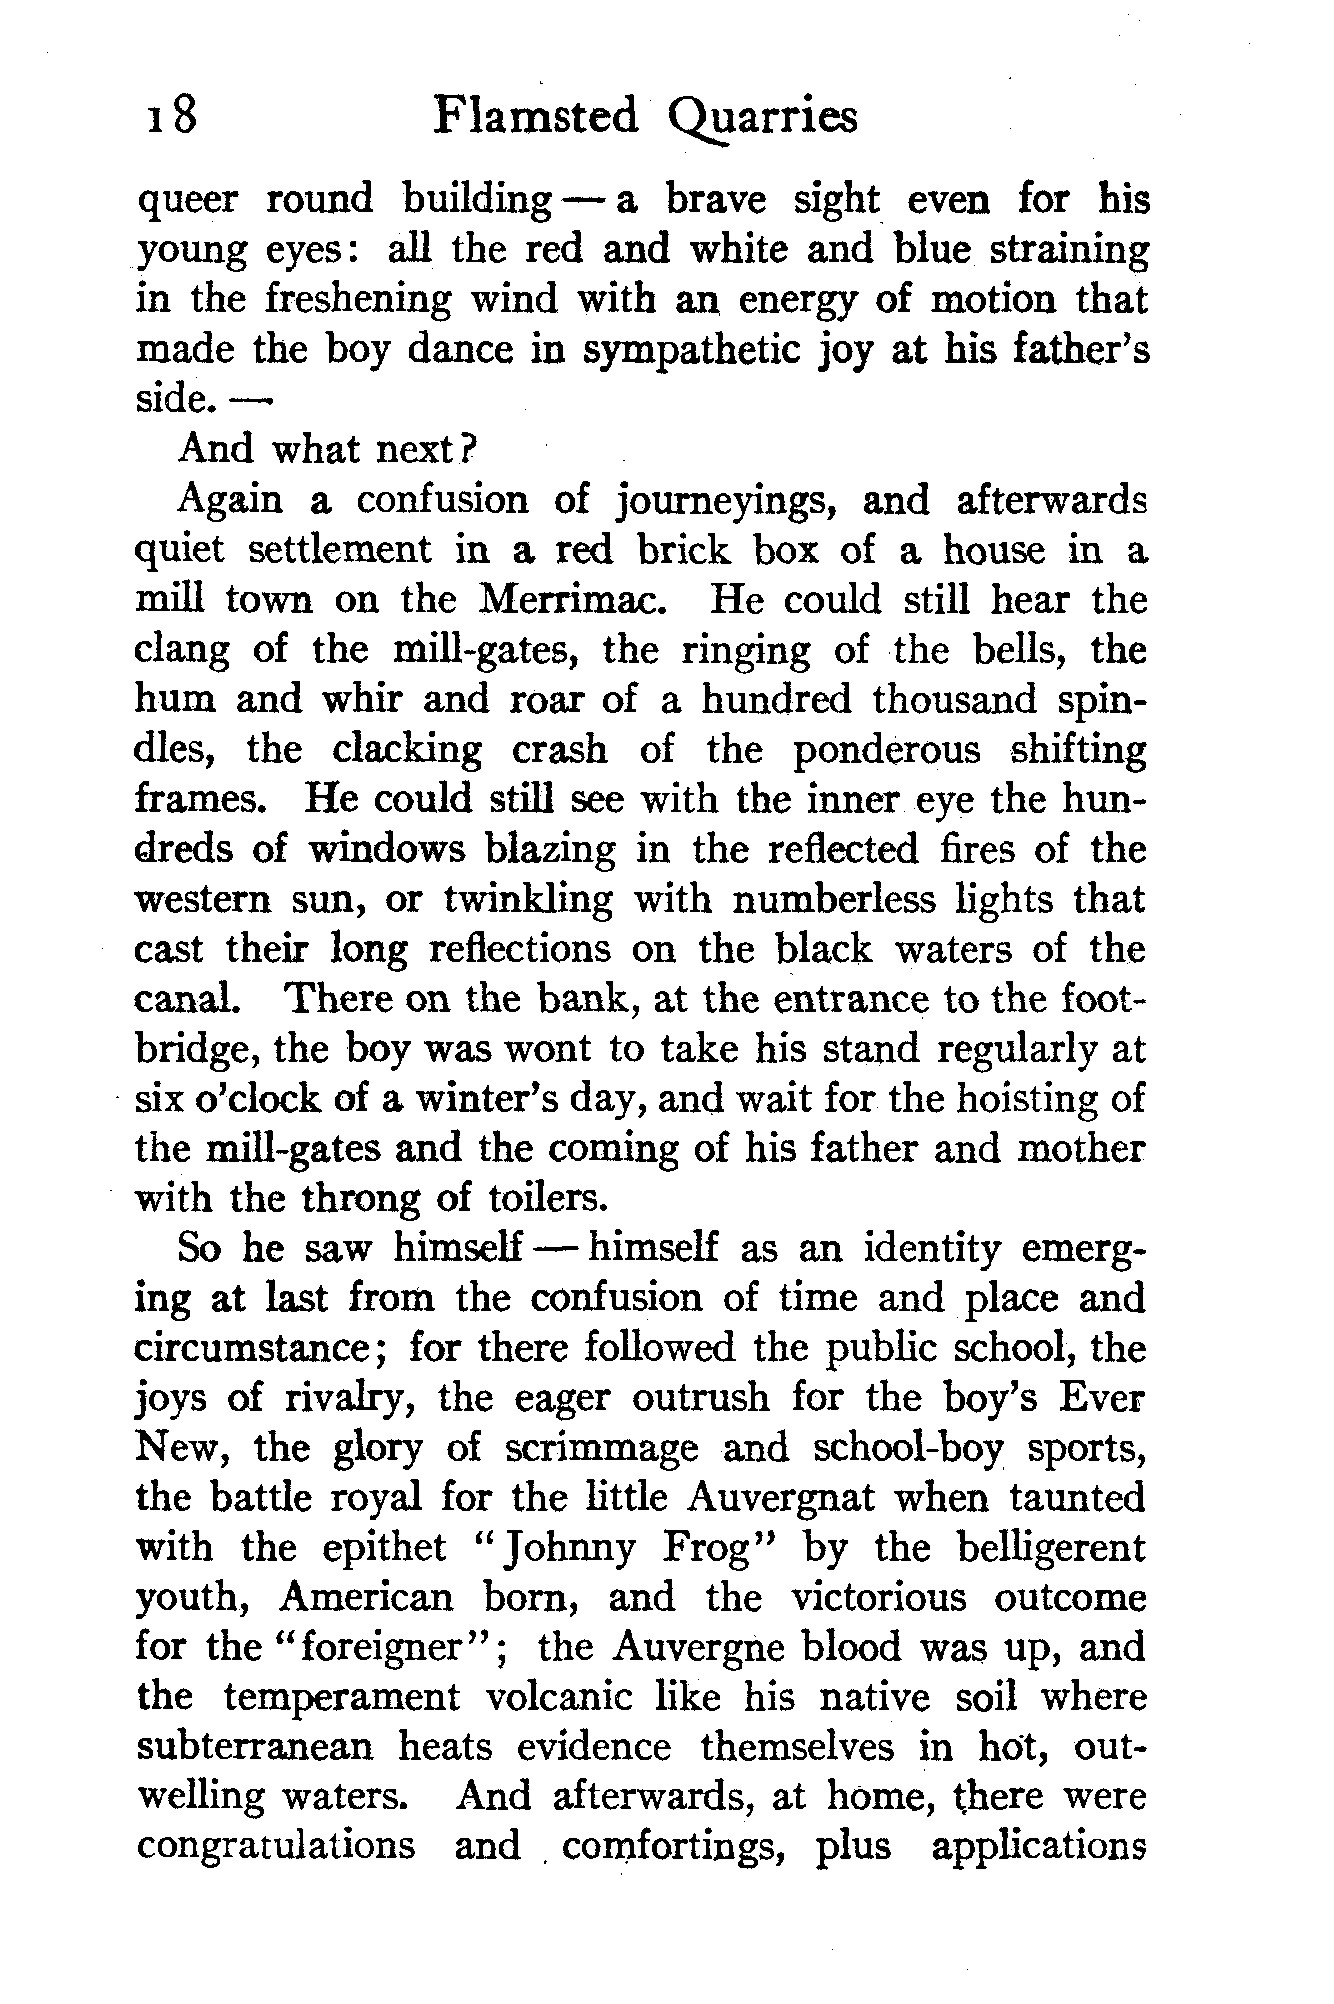 18 Flamsted Quarries
queer round building — a brave sight even for his
young eyes: all the red and white and blue straining
in the freshening wind with an energy of motion that
made the boy dance in sympathetic joy at his father's
side. —
And what next?
Again a confusion of journeyings, and afterwards
quiet settlement in a red brick box of a house in a
mill town on the Merrimac. He could still hear the
clang of the mill-gates, the ringing of the bells, the
hum and whir and roar of a hundred thousand spin-
dles, the clacking crash of the ponderous shifting
frames. He could still see with the inner eye the hun-
dreds of windows blazing in the reflected fires of the
western sun, or twinkling with numberless lights that
cast their long reflections on the black waters of the
canal. There on the bank, at the entrance to the foot-
bridge, the boy was wont to take his stand regularly at
six o'clock of a winter's day, and wait for the hoisting of
the mill-gates and the coming of his father and mother
with the throng of toilers.
So he saw himself — himself as an identity emerg-
ing at last from the confusion of time and place and
circumstance; for there followed the public school, the
joys of rivalry, the eager outrush for the boy's Ever
New, the glory of scrimmage and school-boy sports,
the battle royal for the little Auvergnat when taunted
with the epithet "Johnny Frog" by the belligerent
youth, American born, and the victorious outcome
for the "foreigner"; the Auvergne blood was up, and
the temperament volcanic like his native soil where
subterranean heats evidence themselves in hot, out-
welling waters. And afterwards, at home, there were
congratulations and comfortings, plus applications